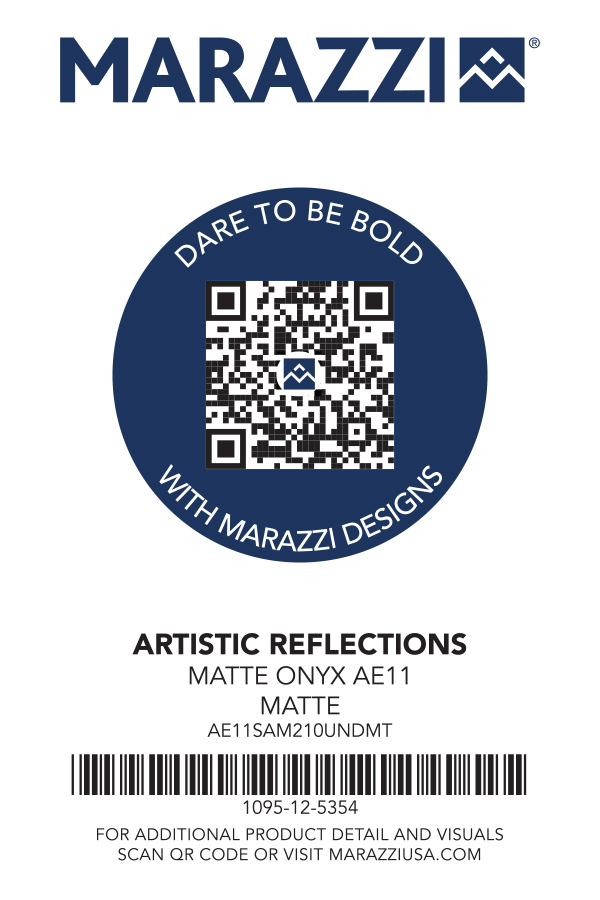 MARAZZI®
DARE TO BE BOLD
WITH MARAZZI DESIGNS
ARTISTIC REFLECTIONS
MATTE ONYX AE11
MATTE
AE11SAM210UNDMT
1095-12-5354
FOR ADDITIONAL PRODUCT DETAIL AND VISUALS
SCAN QR CODE OR VISIT MARAZZIUSA.COM